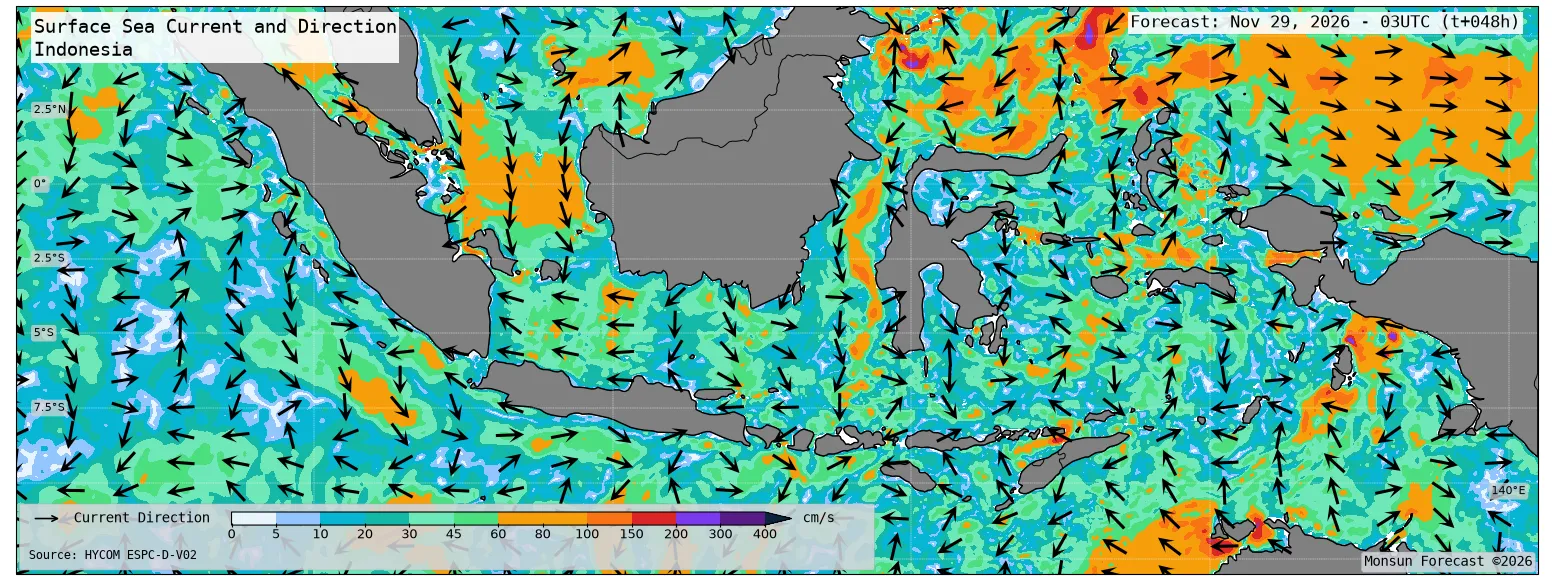 Surface Sea Current and Direction
Indonesia
Forecast: Nov 29, 2026 - 03UTC (t+048h)
2.5°N
0°
2.5°S
5°S
7.5°S
140°E
Current Direction
0 5 10 20 30 45 60 80 100 150 200 300 400 cm/s
Source: HYCOM ESPC-D-V02
Monsun Forecast ©2026